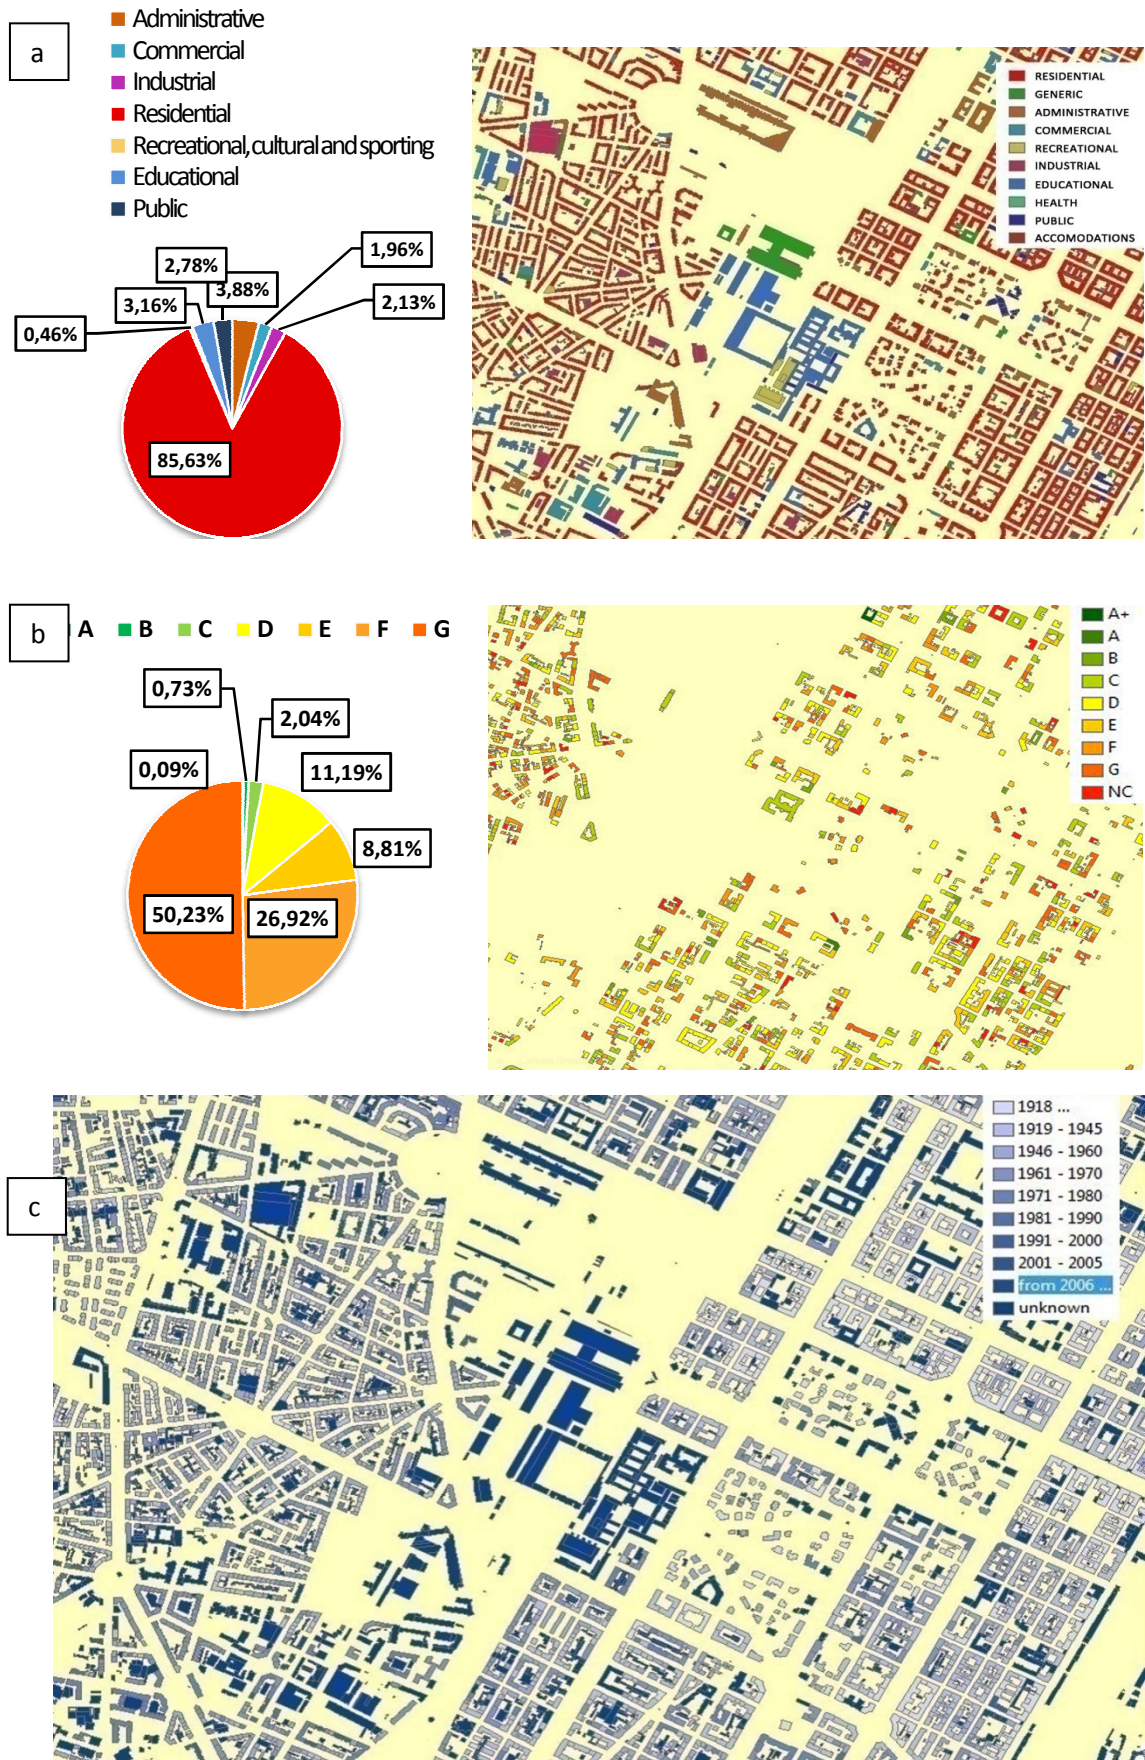 a
Administrative
Commercial
Industrial
Residential
Recreational, cultural and sporting
Educational
Public
2,78%
3,88%
1,96%
3,16%
2,13%
0,46%
85,63%
RESIDENTIAL
GENERIC
ADMINISTRATIVE
COMMERCIAL
RECREATIONAL
INDUSTRIAL
EDUCATIONAL
HEALTH
PUBLIC
ACCOMODATIONS
b
A B C D E F G
0,73%
2,04%
0,09%
11,19%
8,81%
50,23%
26,92%
A+
A
B
C
D
E
F
G
NC
c
1918 ...
1919 - 1945
1946 - 1960
1961 - 1970
1971 - 1980
1981 - 1990
1991 - 2000
2001 - 2005
from 2006 ...
unknown